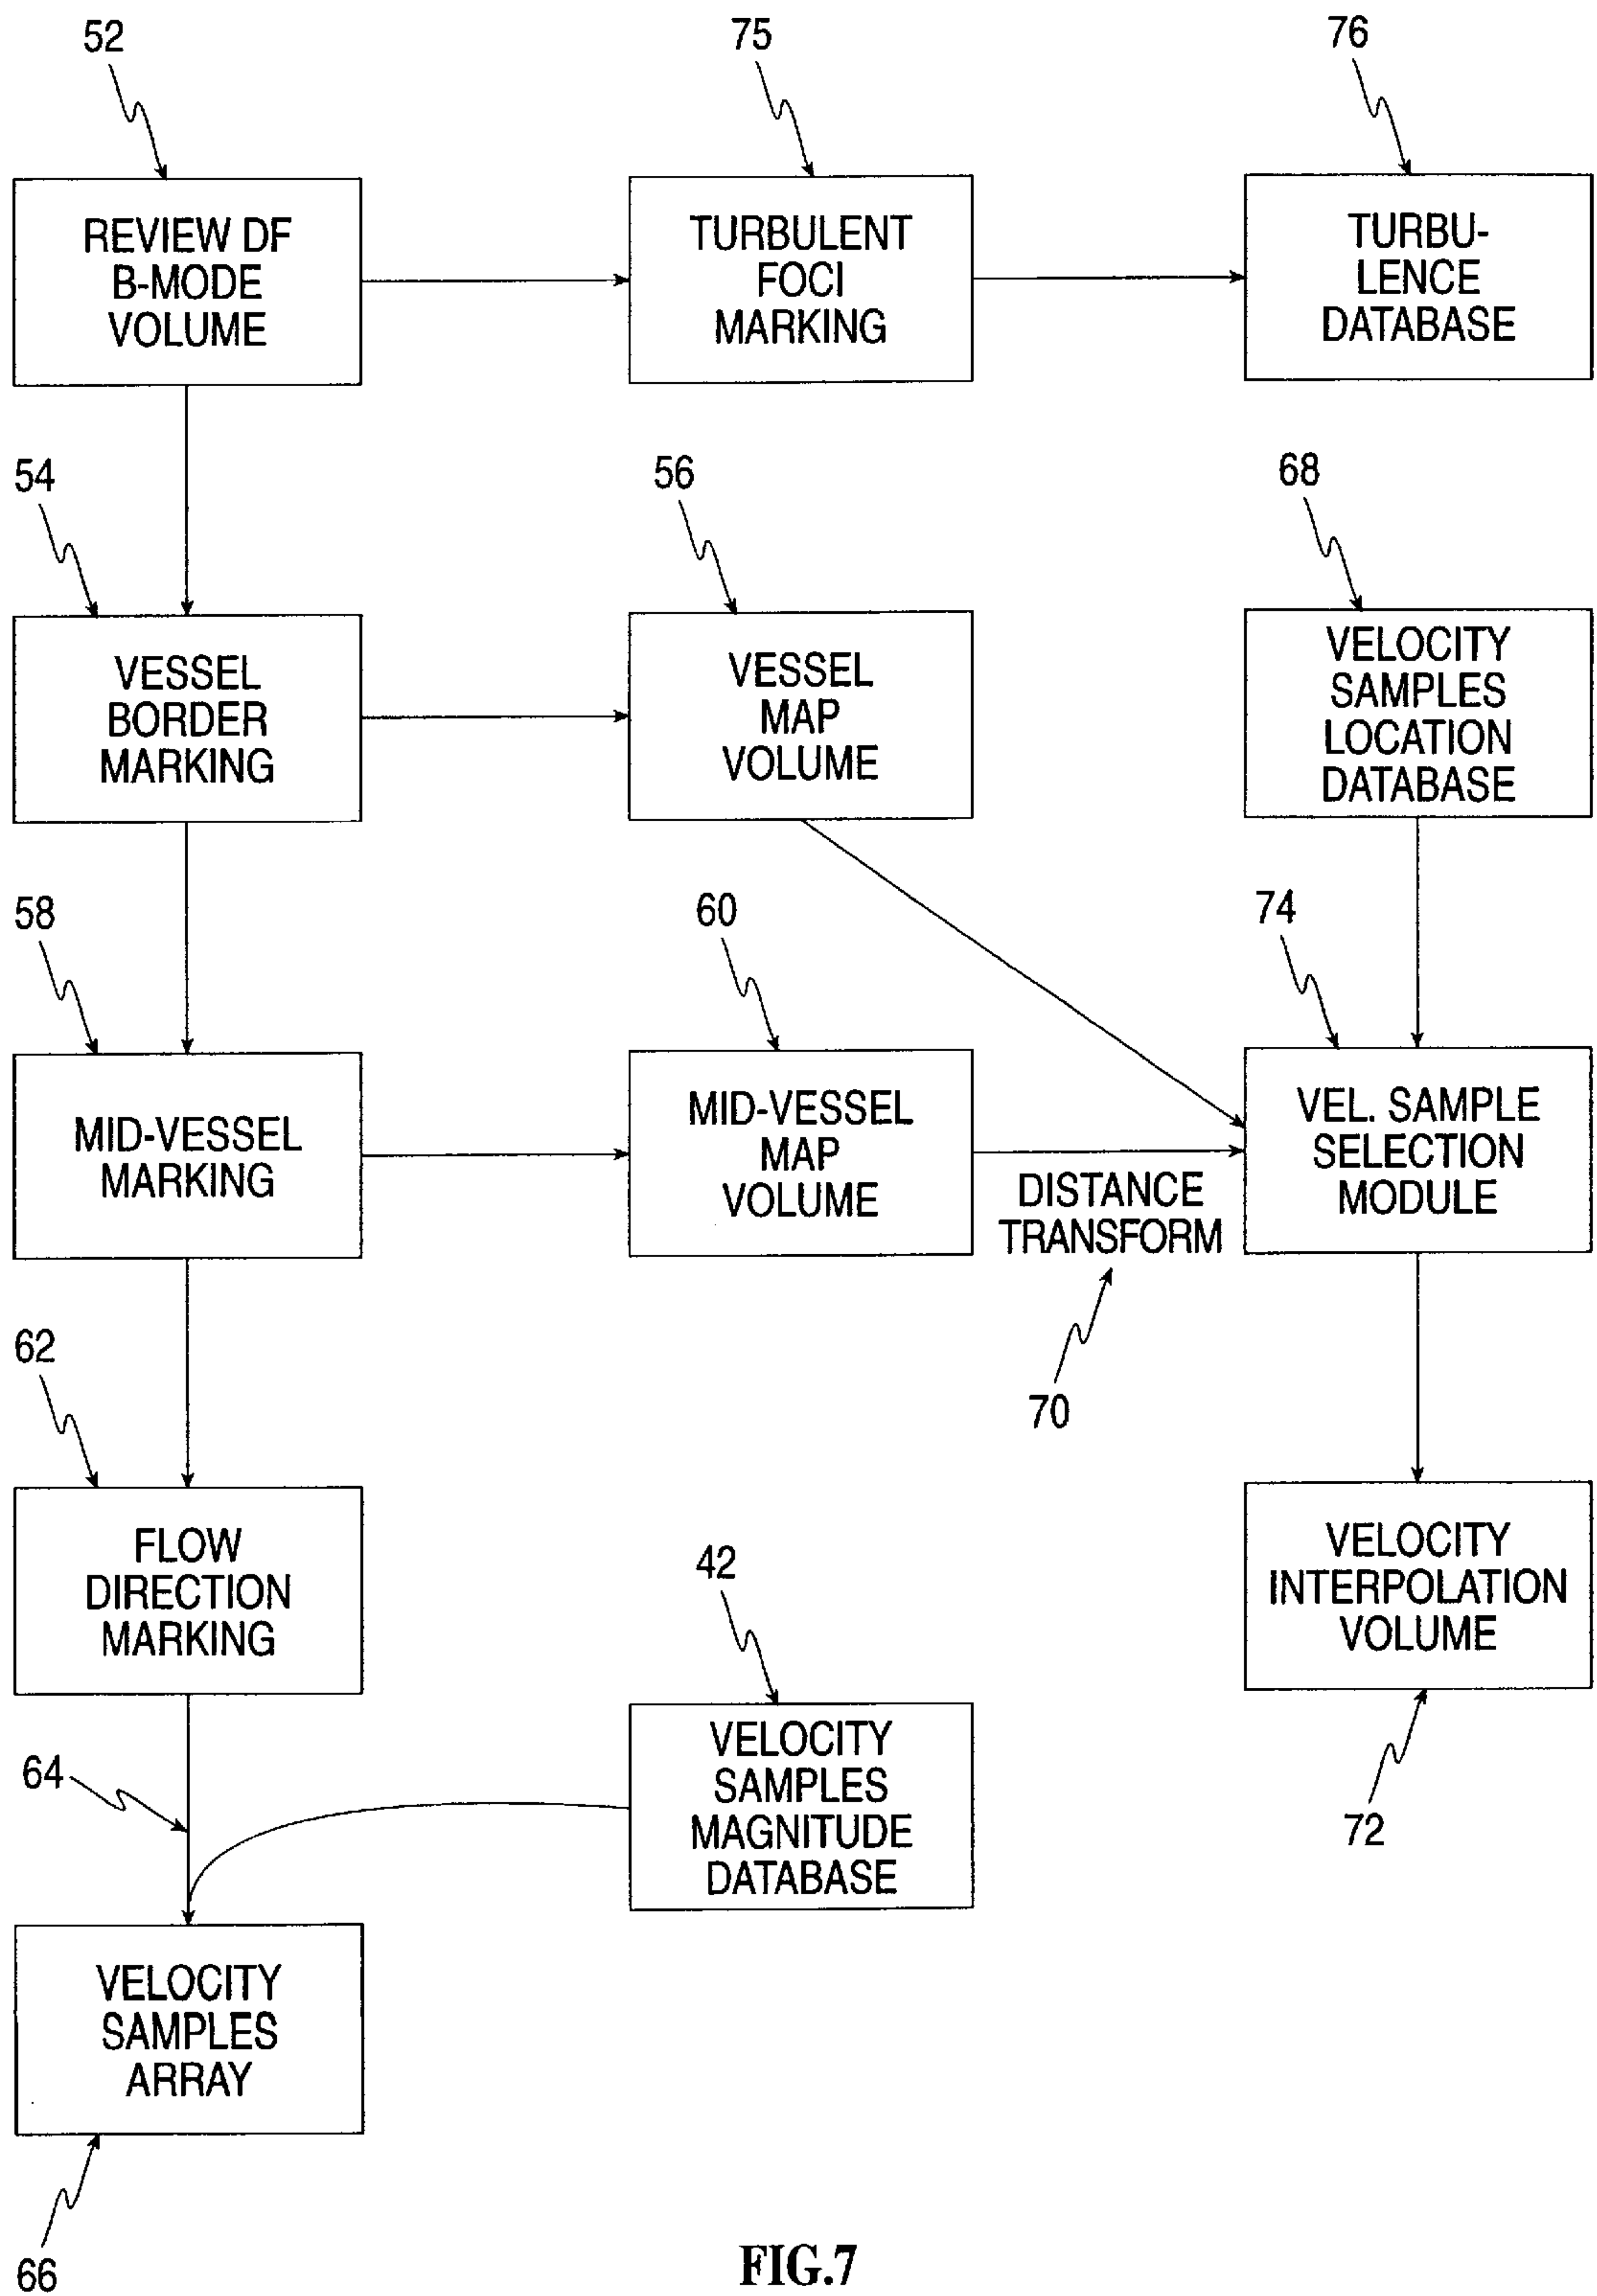 52
75
76
REVIEW DF
B-MODE
VOLUME
TURBULENT
FOCI
MARKING
TURBU-
LENCE
DATABASE
54
56
68
VESSEL
BORDER
MARKING
VESSEL
MAP
VOLUME
VELOCITY
SAMPLES
LOCATION
DATABASE
58
60
74
MID-VESSEL
MARKING
MID-VESSEL
MAP
VOLUME
DISTANCE
TRANSFORM
VEL. SAMPLE
SELECTION
MODULE
62
70
FLOW
DIRECTION
MARKING
42
VELOCITY
INTERPOLATION
VOLUME
64
VELOCITY
SAMPLES
MAGNITUDE
DATABASE
72
VELOCITY
SAMPLES
ARRAY
66
FIG.7